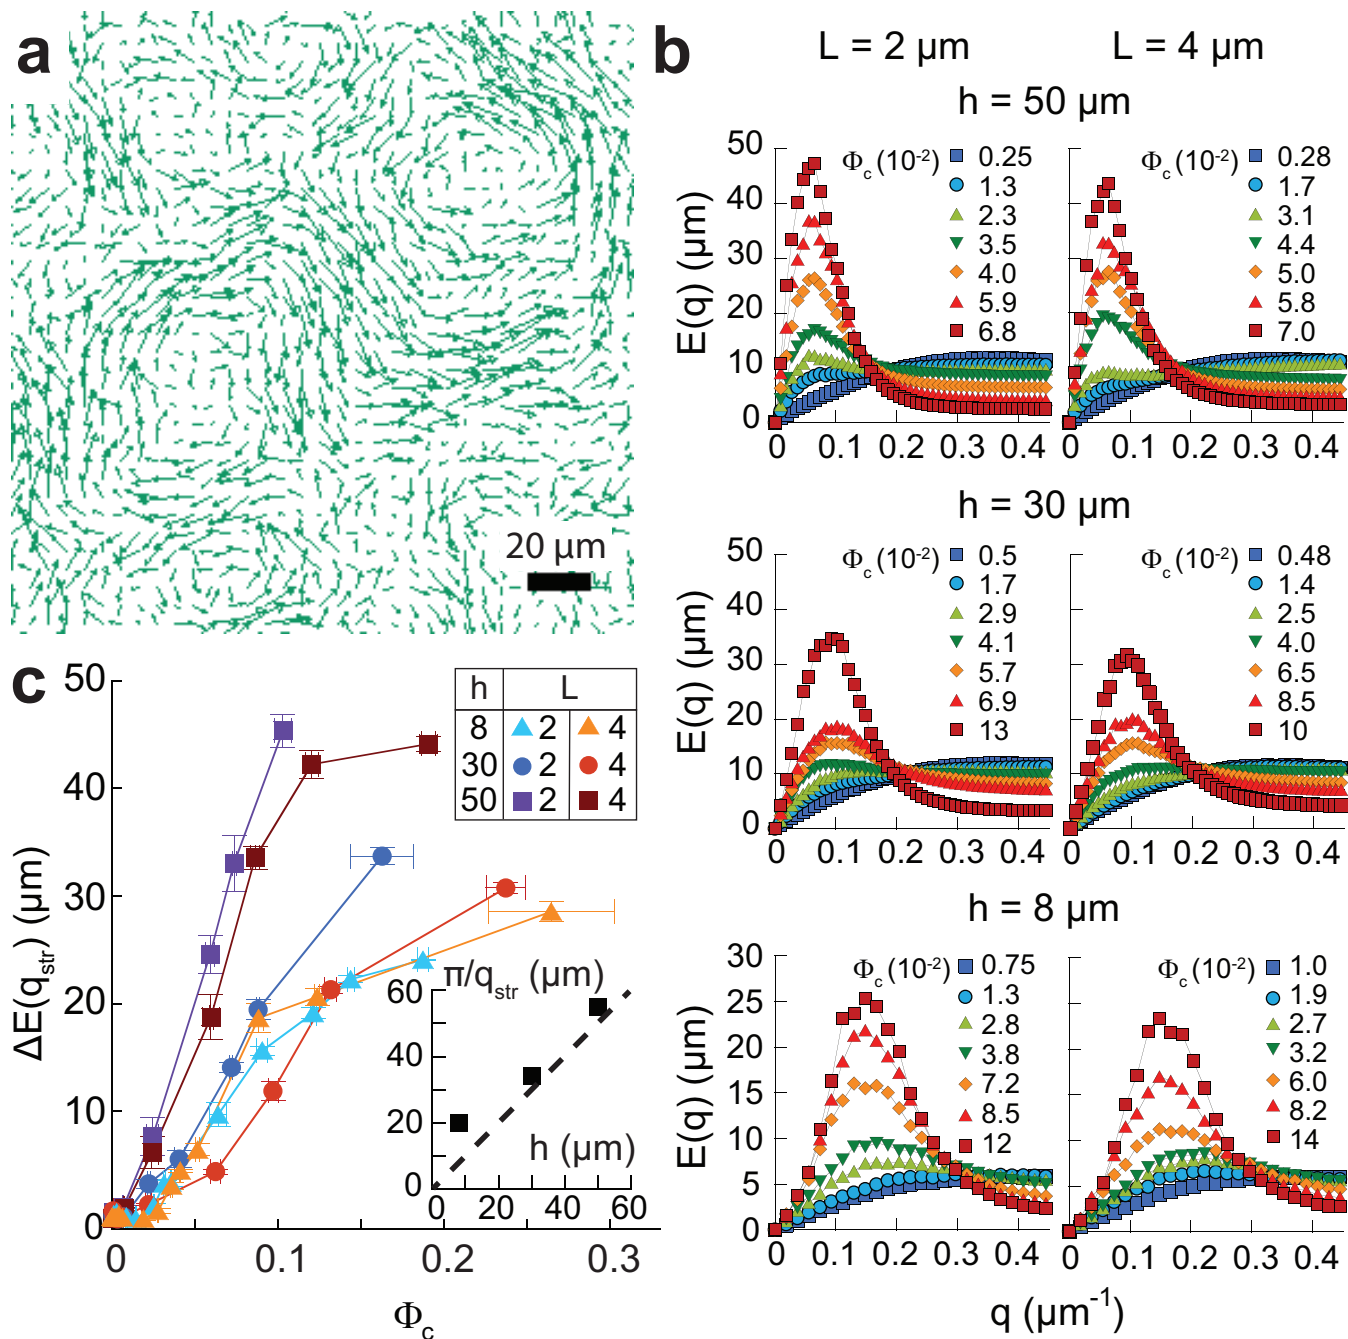 a
20 µm
b
L = 2 µm
L = 4 µm
h = 50 µm
E(q) (µm)
50
40
30
20
10
0
Φc (10-2)
0.25
1.3
2.3
3.5
4.0
5.9
6.8
0 0.1 0.2 0.3 0.4
Φc (10-2)
0.28
1.7
3.1
4.4
5.0
5.8
7.0
0 0.1 0.2 0.3 0.4
h = 30 µm
E(q) (µm)
50
40
30
20
10
0
Φc (10-2)
0.5
1.7
2.9
4.1
5.7
6.9
13
0 0.1 0.2 0.3 0.4
Φc (10-2)
0.48
1.4
2.5
4.0
6.5
8.5
10
0 0.1 0.2 0.3 0.4
h = 8 µm
E(q) (µm)
30
25
20
15
10
5
0
Φc (10-2)
0.75
1.3
2.8
3.8
7.2
8.5
12
0 0.1 0.2 0.3 0.4
Φc (10-2)
1.0
1.9
2.7
3.2
6.0
8.2
14
0 0.1 0.2 0.3 0.4
q (µm-1)
c
ΔE(qstr) (µm)
50
40
30
20
10
0
h L
8 2 4
30 2 4
50 2 4
π/qstr (µm)
60
40
20
0
h (µm)
0 20 40 60
0 0.1 0.2 0.3
Φc